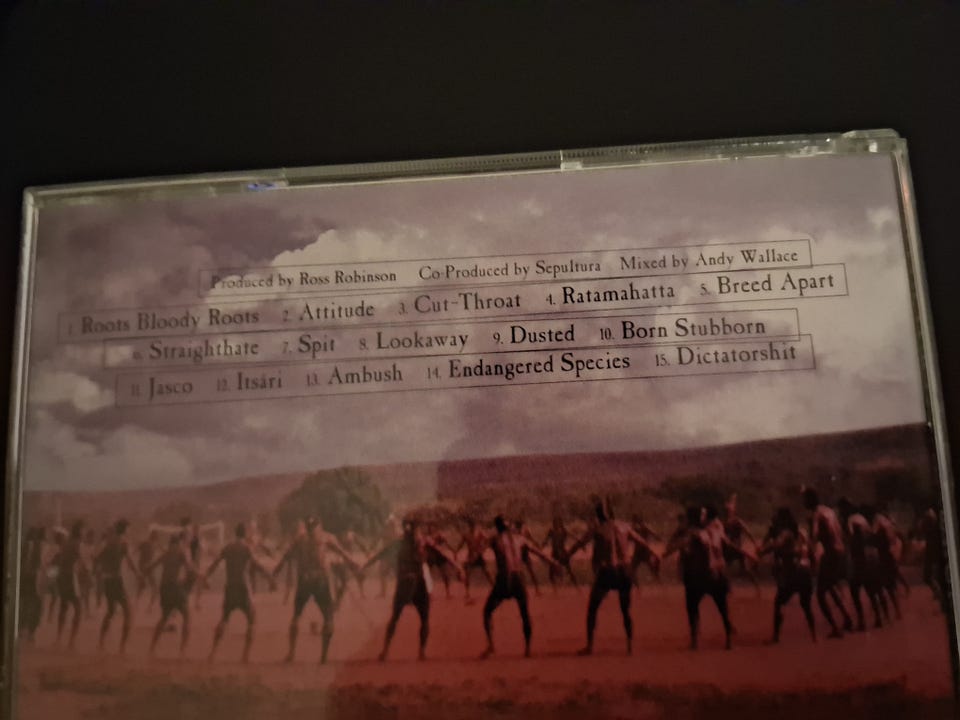 Produced by Ross Robinson Co-Produced by Sepultura Mixed by Andy Wallace
1. Roots Bloody Roots 2. Attitude 3. Cut-Throat 4. Ratamahatta 5. Breed Apart
6. Straighthate 7. Spit 8. Lookaway 9. Dusted 10. Born Stubborn
11. Jasco 12. Itsári 13. Ambush 14. Endangered Species 15. Dictatorshit